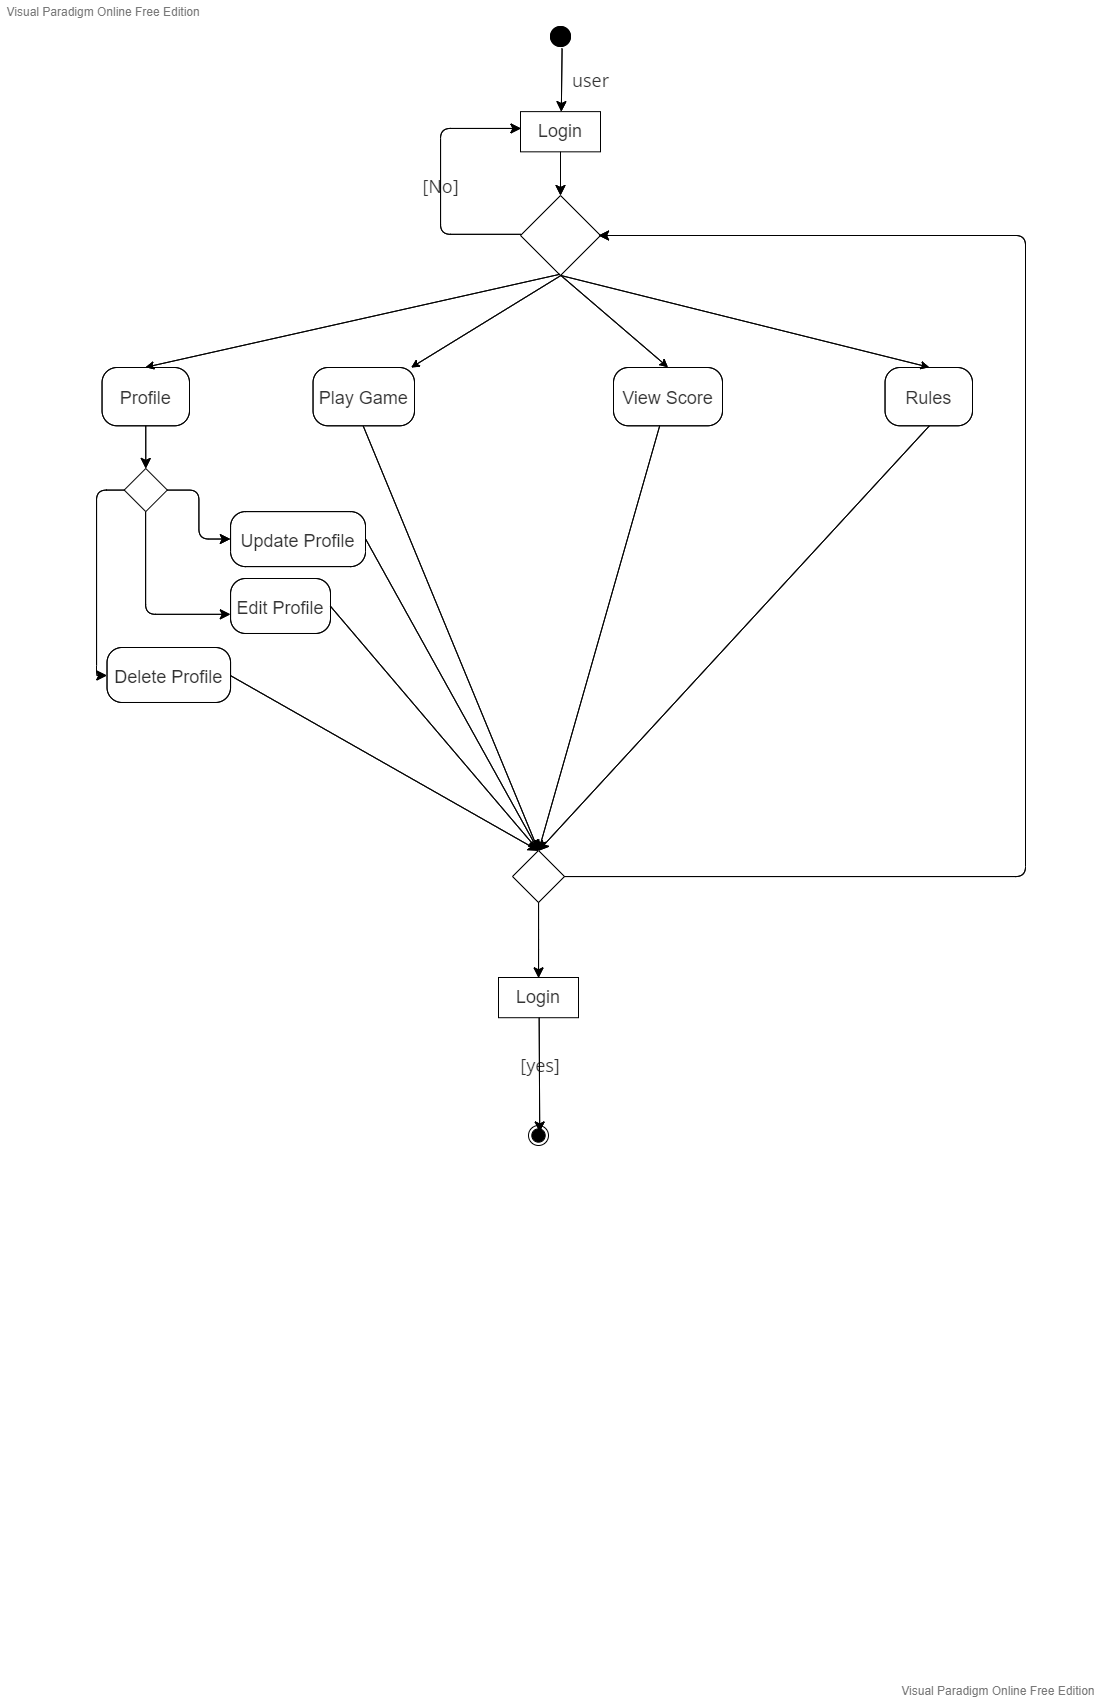 Visual Paradigm Online Free Edition
user
Login
[No]
Profile
Play Game
View Score
Rules
Update Profile
Edit Profile
Delete Profile
Login
[yes]
Visual Paradigm Online Free Edition